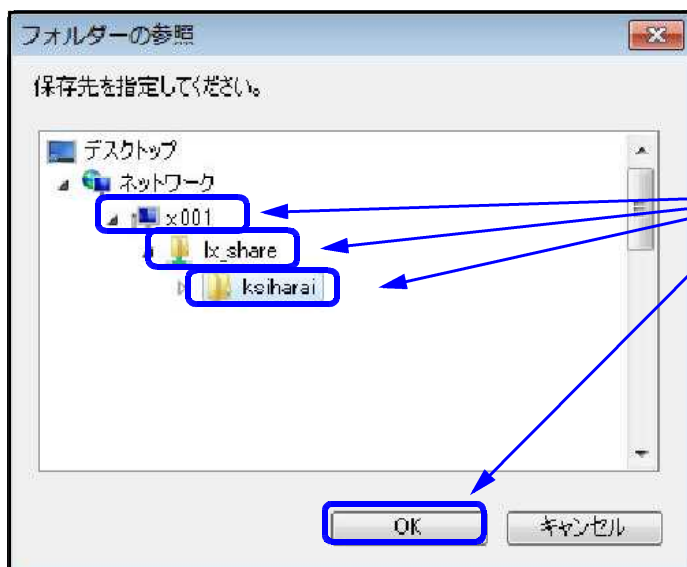 フォルダーの参照
保存先を指定してください。
デスクトップ
ネットワーク
x001
lx_share
ksiharai
OK
キャンセル